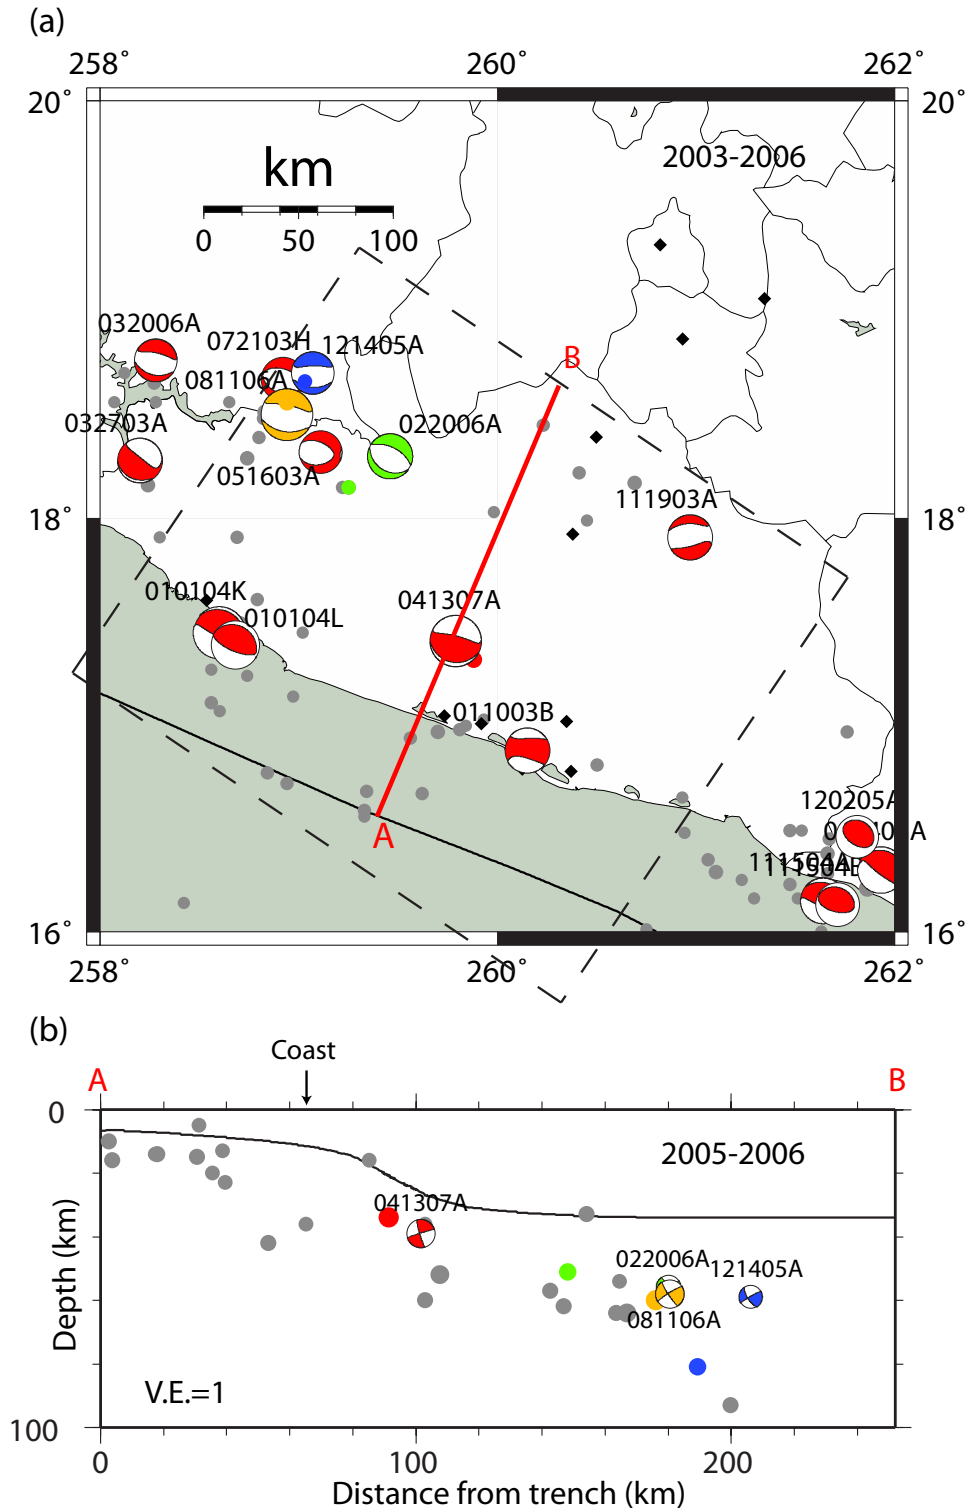 (a)
258° 260° 262°
20° 20°
2003-2006
km
0 50 100
032006A
072103H
121405A
081106A
B
032703A
022006A
051603A
111903A
18° 18°
010104K
041307A
010104L
011003B
120205A
A
111504A
16° 16°
258° 260° 262°
(b)
Coast
A B
0
2005-2006
041307A
022006A
121405A
081106A
Depth (km)
V.E.=1
100
0 100 200
Distance from trench (km)